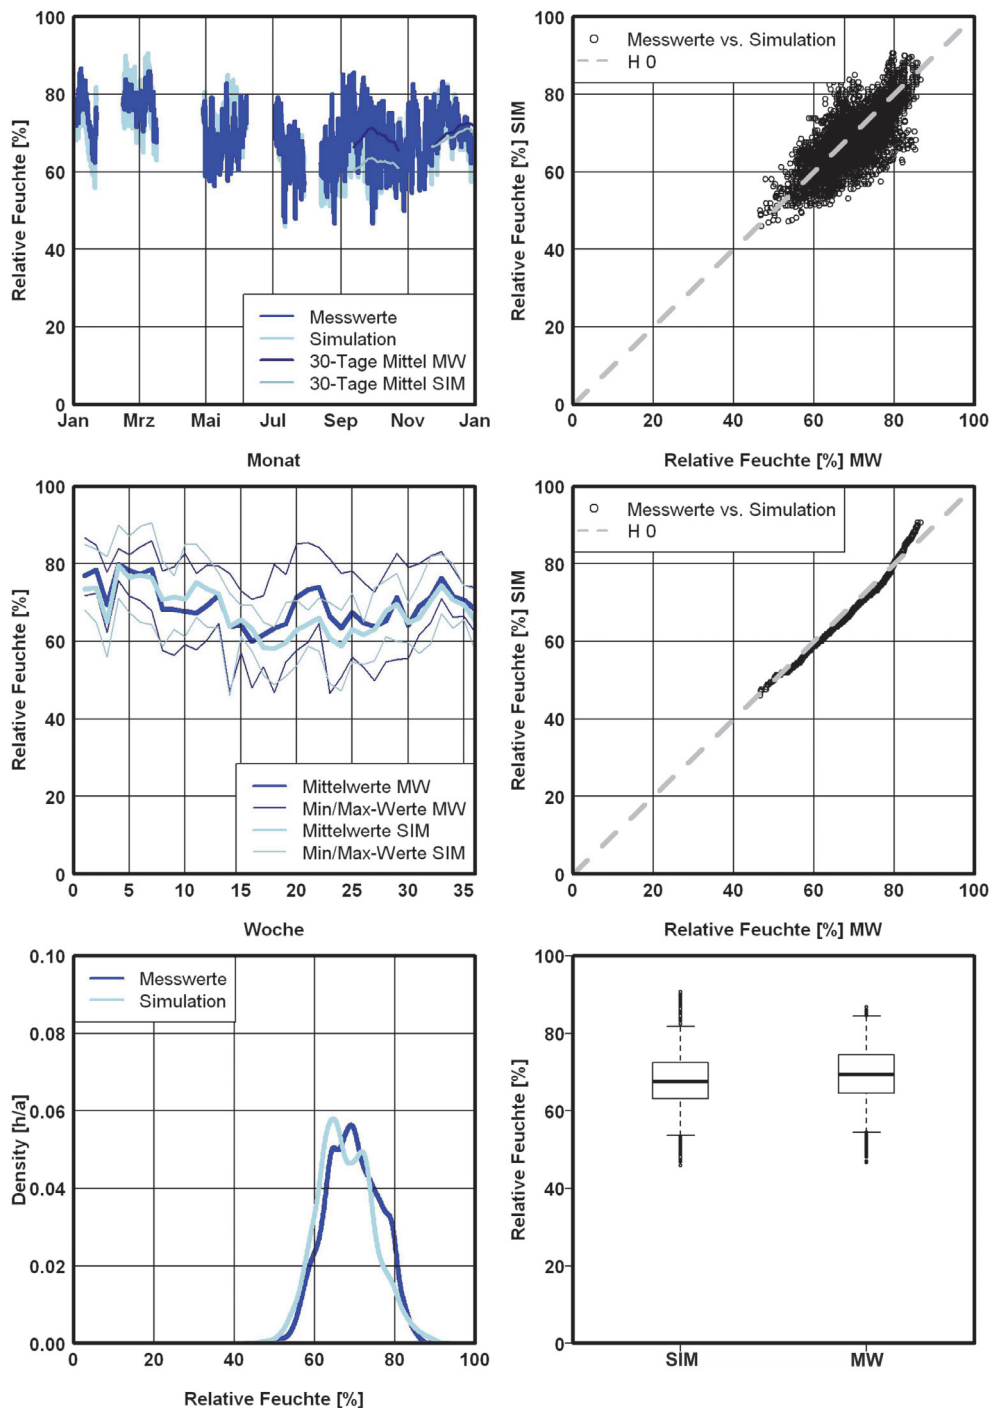 100
80
60
40
20
0
Relative Feuchte [%]
Messwerte
Simulation
30-Tage Mittel MW
30-Tage Mittel SIM
Jan Mrz Mai Jul Sep Nov Jan
Monat
100
80
60
40
20
0
Relative Feuchte [%] SIM
Messwerte vs. Simulation
H 0
0 20 40 60 80 100
Relative Feuchte [%] MW
100
80
60
40
20
0
Relative Feuchte [%]
Mittelwerte MW
Min/Max-Werte MW
Mittelwerte SIM
Min/Max-Werte SIM
0 5 10 15 20 25 30 35
Woche
100
80
60
40
20
0
Relative Feuchte [%] SIM
Messwerte vs. Simulation
H 0
0 20 40 60 80 100
Relative Feuchte [%] MW
0.10
0.08
0.06
0.04
0.02
0.00
Density [h/a]
Messwerte
Simulation
0 20 40 60 80 100
Relative Feuchte [%]
100
80
60
40
20
0
Relative Feuchte [%]
SIM MW